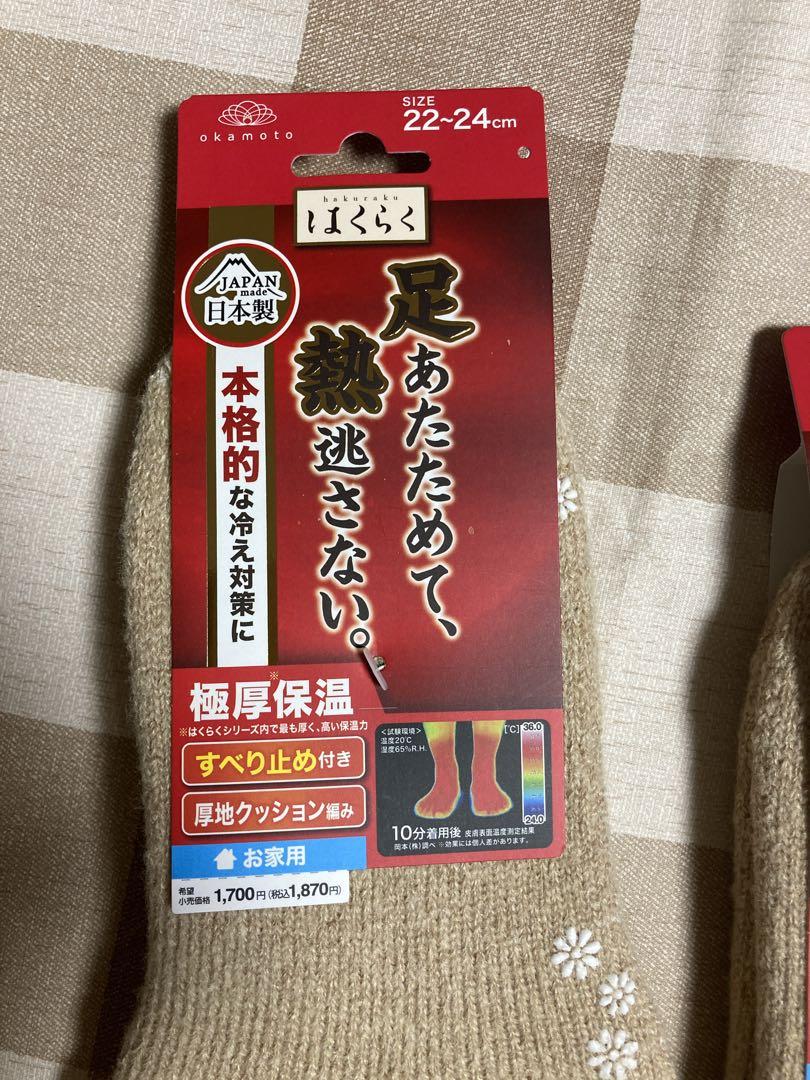 okamoto
SIZE
22~24cm
hakuraku
はくらく
JAPAN
made
日本製
足あたためて、
熱逃さない。
本格的な冷え対策に
極厚保温
※
※はくらくシリーズ内で最も厚く、高い保温力
すべり止め付き
厚地クッション編み
お家用
希望
小売価格 1,700円(税込1,870円)
<試験環境>
温度20℃
湿度65%R.H.
[℃] 36.0
24.0
10分着用後 皮膚表面温度測定結果
岡本(株)調べ ※効果には個人差があります。